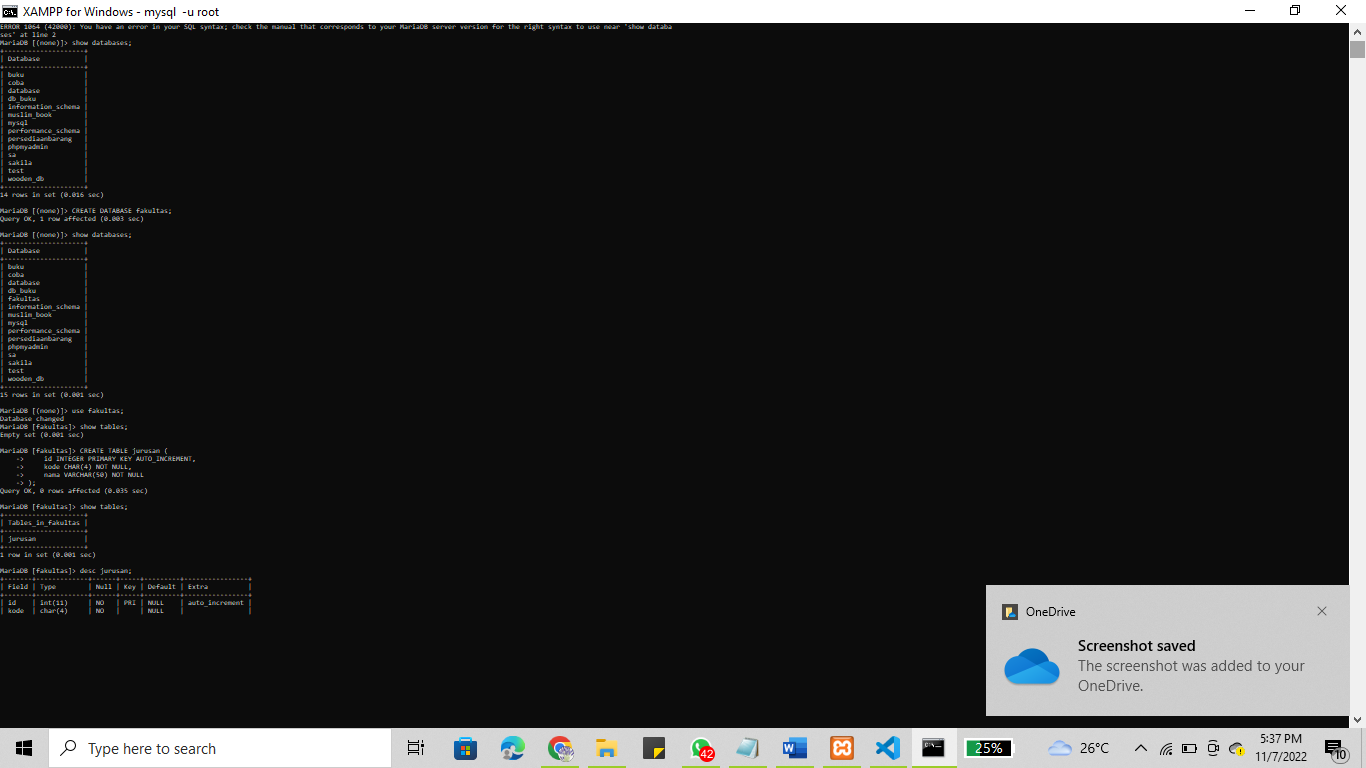 XAMPP for Windows - mysql  -u root
ERROR 1064 (42000): You have an error in your SQL syntax; check the manual that corresponds to your MariaDB server version for the right syntax to use near 'show databa
ses' at line 2
MariaDB [(none)]> show databases;
+--------------------+
| Database           |
+--------------------+
| buku               |
| coba               |
| database           |
| db_buku            |
| information_schema |
| muslim_book        |
| mysql              |
| performance_schema |
| persediaanbarang   |
| phpmyadmin         |
| sa                 |
| sakila             |
| test               |
| wooden_db          |
+--------------------+
14 rows in set (0.016 sec)
MariaDB [(none)]> CREATE DATABASE fakultas;
Query OK, 1 row affected (0.003 sec)
MariaDB [(none)]> show databases;
+--------------------+
| Database           |
+--------------------+
| buku               |
| coba               |
| database           |
| db_buku            |
| fakultas           |
| information_schema |
| muslim_book        |
| mysql              |
| performance_schema |
| persediaanbarang   |
| phpmyadmin         |
| sa                 |
| sakila             |
| test               |
| wooden_db          |
+--------------------+
15 rows in set (0.001 sec)
MariaDB [(none)]> use fakultas;
Database changed
MariaDB [fakultas]> show tables;
Empty set (0.001 sec)
MariaDB [fakultas]> CREATE TABLE jurusan (
    ->     id INTEGER PRIMARY KEY AUTO_INCREMENT,
    ->     kode CHAR(4) NOT NULL,
    ->     nama VARCHAR(50) NOT NULL
    -> );
Query OK, 0 rows affected (0.035 sec)
MariaDB [fakultas]> show tables;
+--------------------+
| Tables_in_fakultas |
+--------------------+
| jurusan            |
+--------------------+
1 row in set (0.001 sec)
MariaDB [fakultas]> desc jurusan;
+-------+-------------+------+-----+---------+----------------+
| Field | Type        | Null | Key | Default | Extra          |
+-------+-------------+------+-----+---------+----------------+
| id    | int(11)     | NO   | PRI | NULL    | auto_increment |
| kode  | char(4)     | NO   |     | NULL    |                |
OneDrive
Screenshot saved
The screenshot was added to your
OneDrive.
Type here to search
42
25%
26°C
5:37 PM
11/7/2022
10